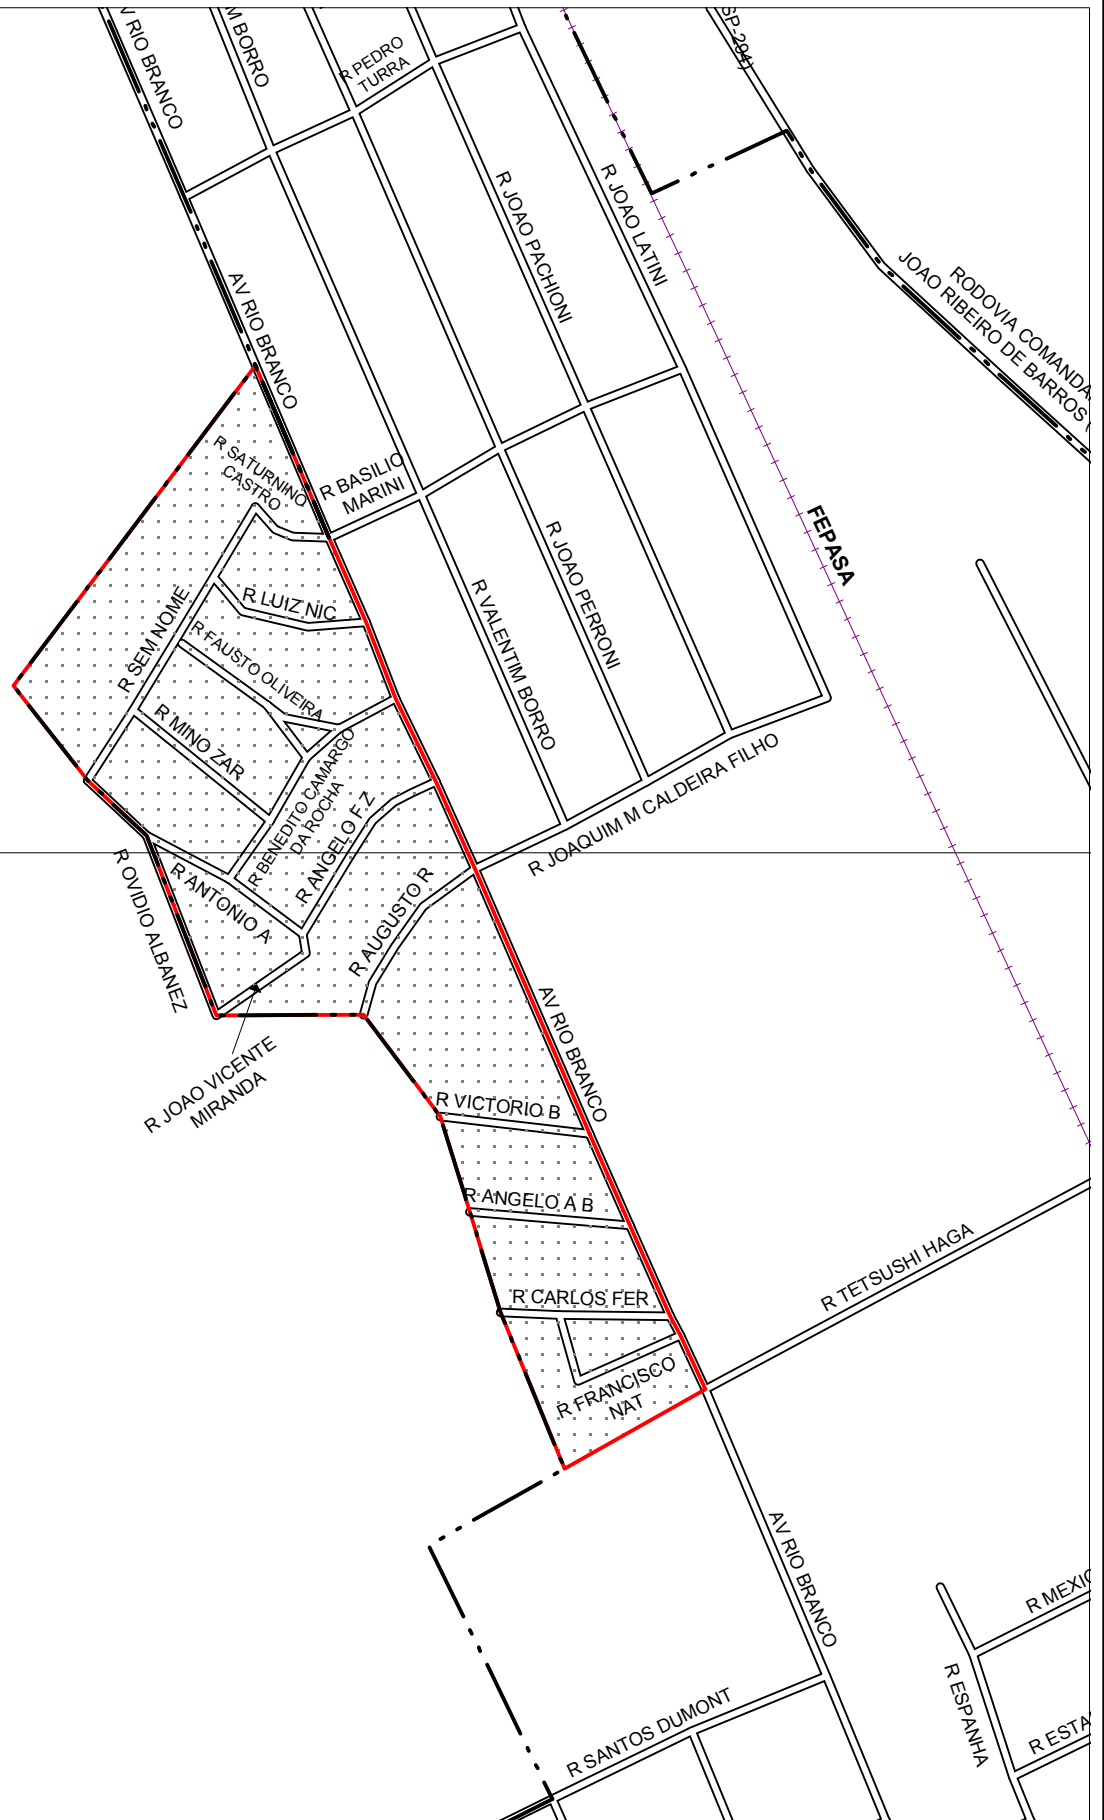 V RIO BRANCO
M BORRO
R PEDRO
TURRA
SP-294)
R JOAO PACHIONI
R JOAO LATINI
RODOVIA COMANDA
JOAO RIBEIRO DE BARROS (
AV RIO BRANCO
R SATURNINO
CASTRO
R BASILIO
MARINI
FEPASA
R JOAO PERRONI
R VALENTIM BORRO
R LUIZ NIC
R SEM NOME
R FAUSTO OLIVEIRA
R MINO ZAR
R BENEDITO CAMARGO
DA ROCHA
R ANGELO F Z
R JOAQUIM M CALDEIRA FILHO
R OVIDIO ALBANEZ
R ANTONIO A
R AUGUSTO R
AV RIO BRANCO
R JOAO VICENTE
MIRANDA
R VICTORIO B
R ANGELO A B
R TETSUSHI HAGA
R CARLOS FER
R FRANCISCO
NAT
AV RIO BRANCO
R MEXIC
R ESPANHA
R SANTOS DUMONT
R ESTA